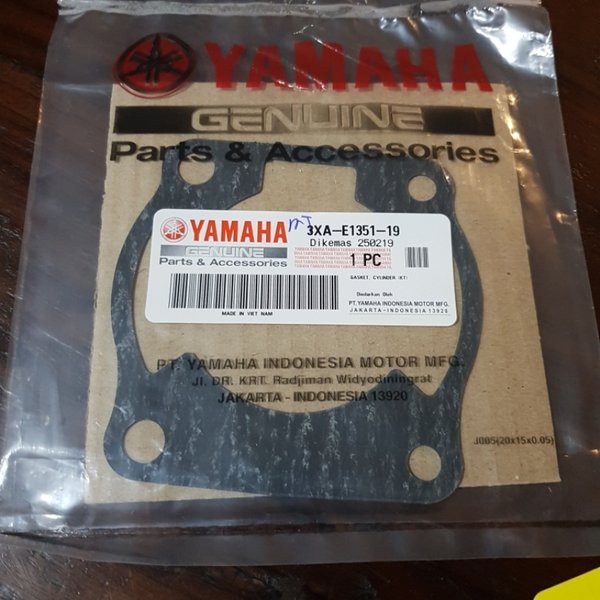 YAMAHA
GENUINE
Parts & Accessories
YAMAHA
GENUINE
Parts & Accessories
MADE IN VIET NAM
3XA-E1351-19
Dikemas 250219
1 PC
GASKET, CYLINDER (KT)
Diedarkan Oleh
PT. YAMAHA INDONESIA MOTOR MFG.
JAKARTA - INDONESIA 13920
PT. YAMAHA INDONESIA MOTOR MFG.
Jl. DR. KRT. Radjiman Widyodiningrat
JAKARTA - INDONESIA 13920
J005(20x15x0.05)